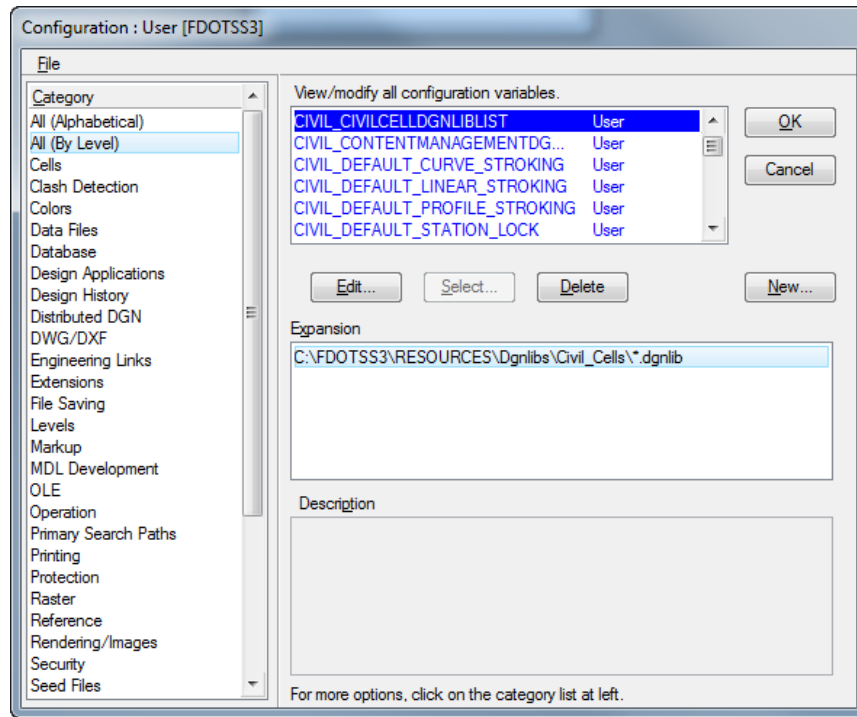 Configuration : User [FDOTSS3]
File
Category
All (Alphabetical)
All (By Level)
Cells
Clash Detection
Colors
Data Files
Database
Design Applications
Design History
Distributed DGN
DWG/DXF
Engineering Links
Extensions
File Saving
Levels
Markup
MDL Development
OLE
Operation
Primary Search Paths
Printing
Protection
Raster
Reference
Rendering/Images
Security
Seed Files
View/modify all configuration variables.
CIVIL_CIVILCELLDGNLIBLIST User
CIVIL_CONTENTMANAGEMENTDG... User
CIVIL_DEFAULT_CURVE_STROKING User
CIVIL_DEFAULT_LINEAR_STROKING User
CIVIL_DEFAULT_PROFILE_STROKING User
CIVIL_DEFAULT_STATION_LOCK User
OK
Cancel
Edit... Select... Delete New...
Expansion
C:\FDOTSS3\RESOURCES\Dgnlibs\Civil_Cells\*.dgnlib
Description
For more options, click on the category list at left.